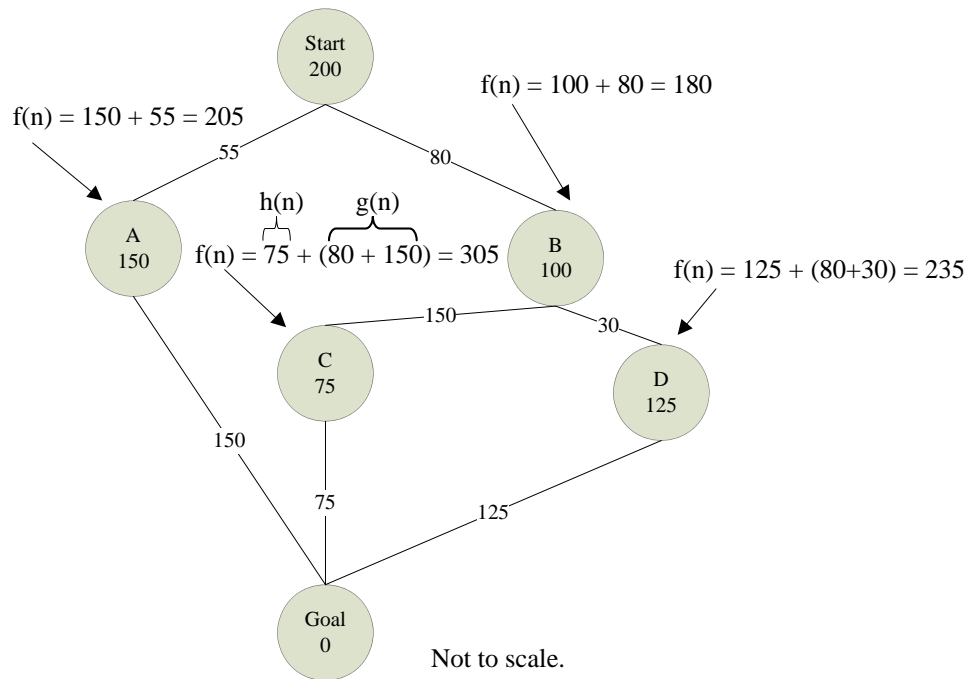 Start
200
f(n) = 100 + 80 = 180
f(n) = 150 + 55 = 205
55
80
h(n)
g(n)
A
150
f(n) = 75 + (80 + 150) = 305
B
100
f(n) = 125 + (80+30) = 235
150
30
C
75
D
125
150
75
125
Goal
0
Not to scale.